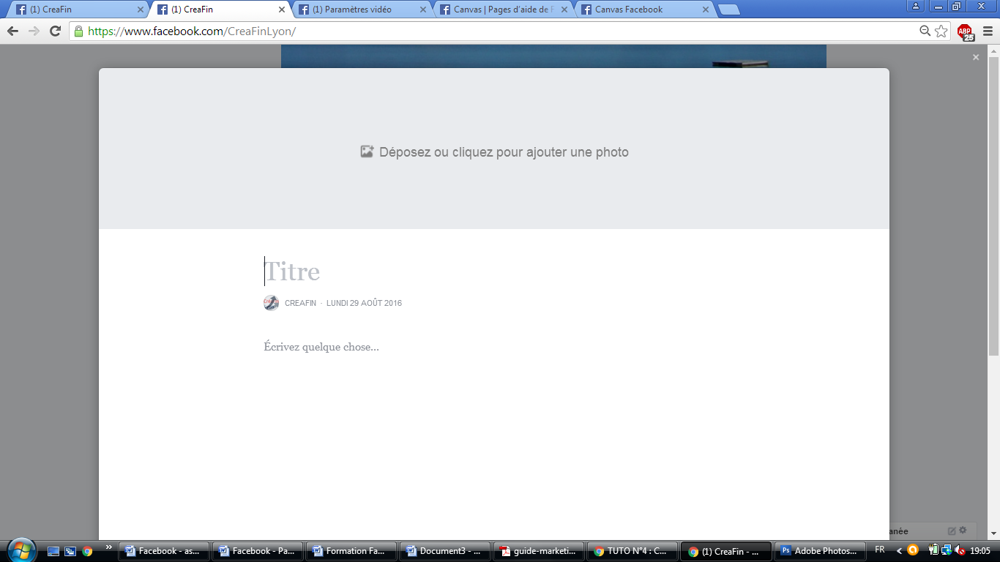 (1) CreaFin
(1) CreaFin
(1) Paramètres vidéo
Canvas | Pages d'aide de F
Canvas Facebook
https://www.facebook.com/CreaFinLyon/
ABP
25
Déposez ou cliquez pour ajouter une photo
Titre
CREAFIN · LUNDI 29 AOÛT 2016
Écrivez quelque chose...
anée
Facebook - as...
Facebook - Pa...
Formation Fa...
Document3 - ...
guide-marketi...
TUTO N°4 : C...
(1) CreaFin - ...
Adobe Photos...
FR
19:05